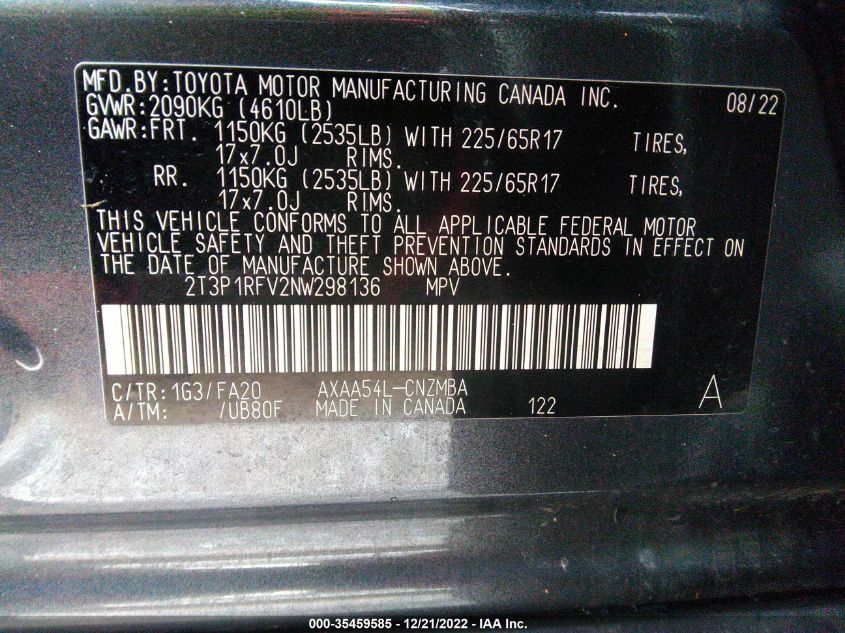 MFD.BY:TOYOTA MOTOR MANUFACTURING CANADA INC. 08/22
GVWR:2090KG (4610LB)
GAWR:FRT. 1150KG (2535LB) WITH 225/65R17 TIRES,
17x7.0J RIMS.
RR. 1150KG (2535LB) WITH 225/65R17 TIRES,
17x7.0J RIMS.
THIS VEHICLE CONFORMS TO ALL APPLICABLE FEDERAL MOTOR
VEHICLE SAFETY AND THEFT PREVENTION STANDARDS IN EFFECT ON
THE DATE OF MANUFACTURE SHOWN ABOVE.
2T3P1RFV2NW298136 MPV
C/TR:1G3/FA20 AXAA54L-CNZMBA
A/TM: /UB80F MADE IN CANADA 122 A
000-35459585 - 12/21/2022 - IAA Inc.